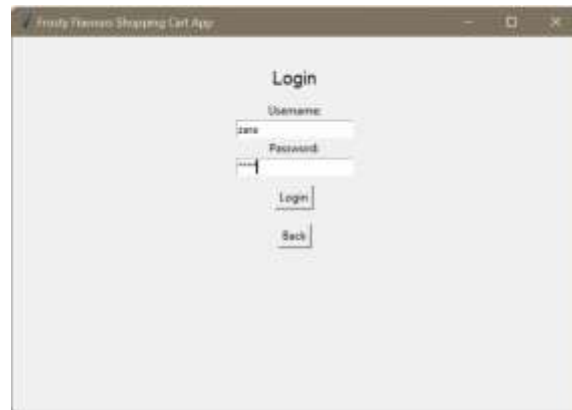 Frosty Flavours Shopping Cart App
Login
Username:
zara
Password:
****
Login
Back